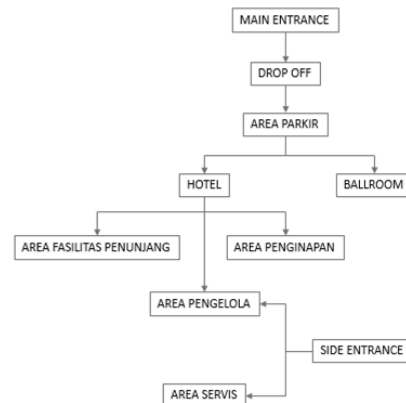 MAIN ENTRANCE
DROP OFF
AREA PARKIR
HOTEL
BALLROOM
AREA FASILITAS PENUNJANG
AREA PENGINAPAN
AREA PENGELOLA
SIDE ENTRANCE
AREA SERVIS